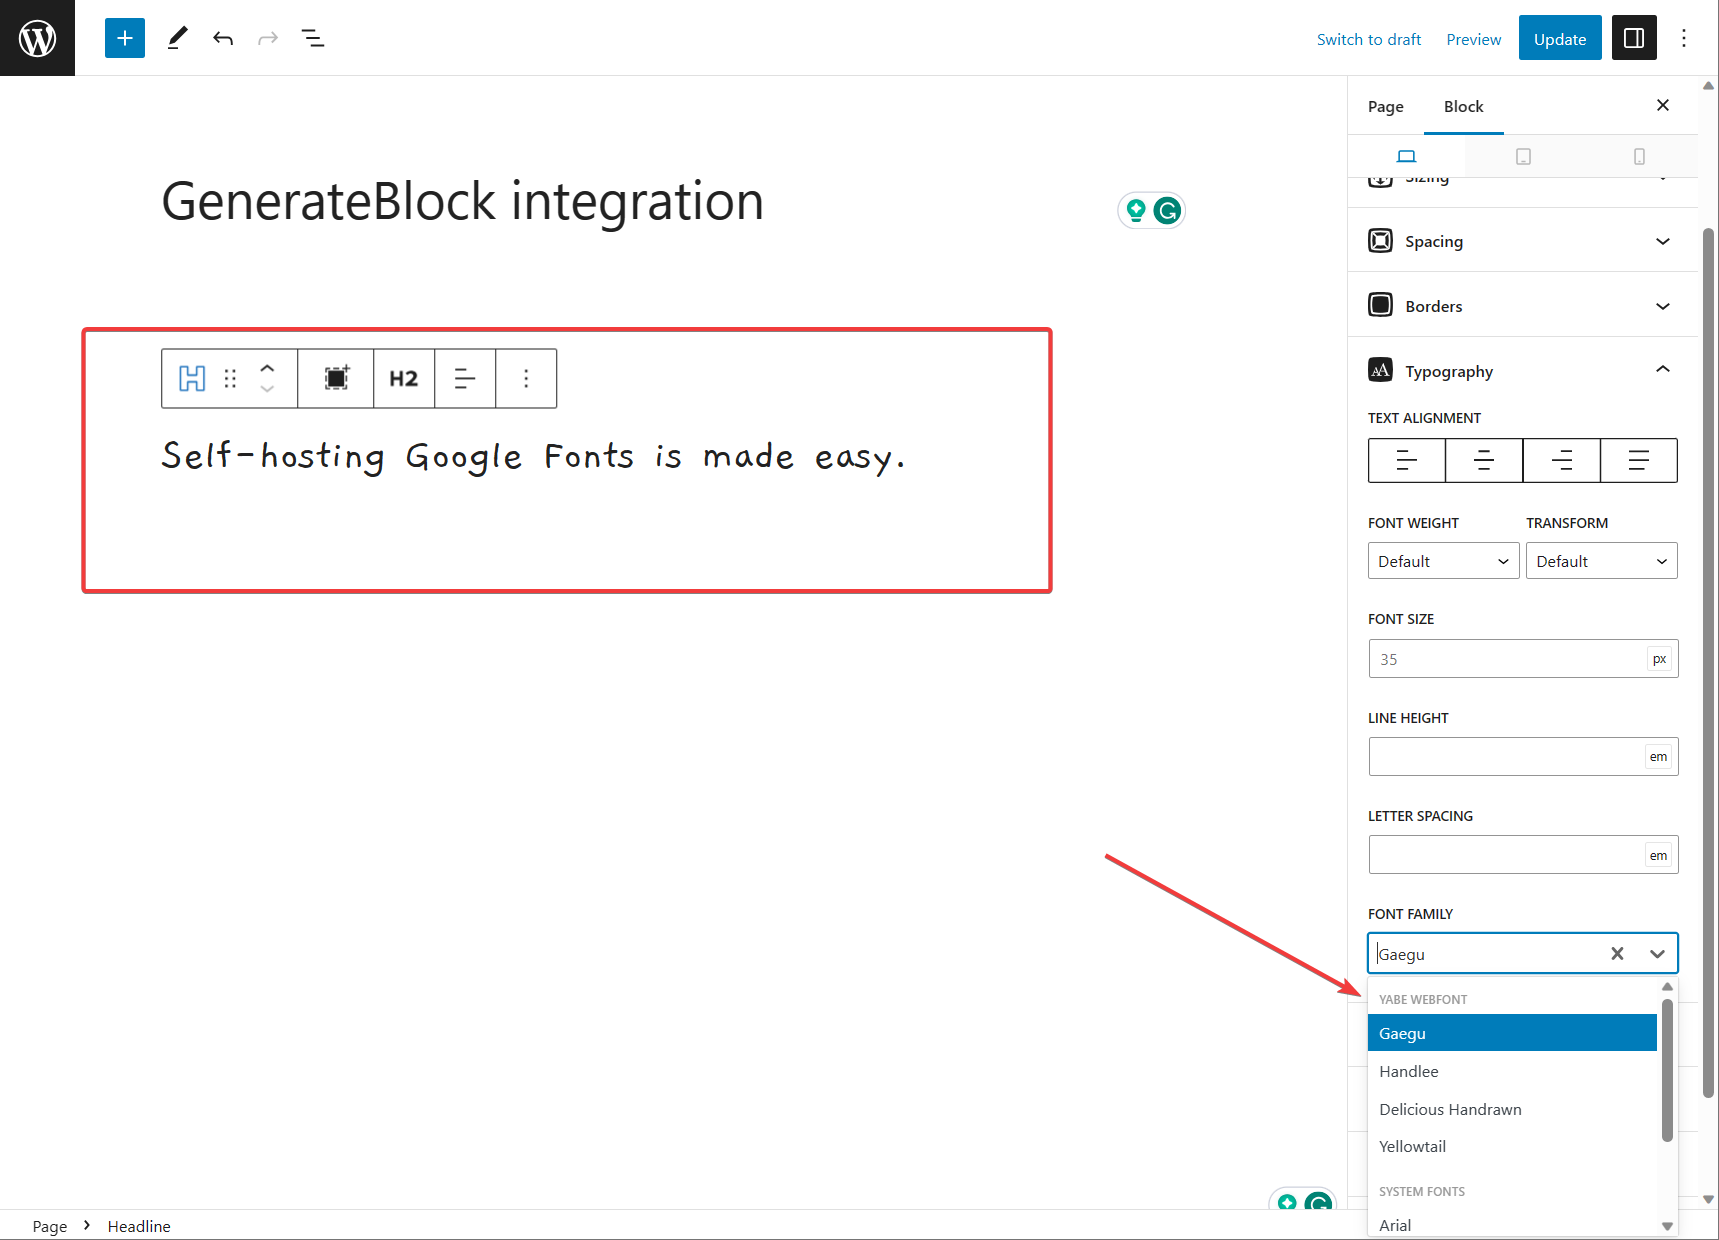 Switch to draft
Preview
Update
Page
Block
GenerateBlock integration
Sizing
Spacing
Borders
H2
Self-hosting Google Fonts is made easy.
Typography
TEXT ALIGNMENT
FONT WEIGHT
TRANSFORM
Default
Default
FONT SIZE
35
px
LINE HEIGHT
em
LETTER SPACING
em
FONT FAMILY
Gaegu
YABE WEBFONT
Gaegu
Handlee
Delicious Handrawn
Yellowtail
SYSTEM FONTS
Arial
Page
Headline